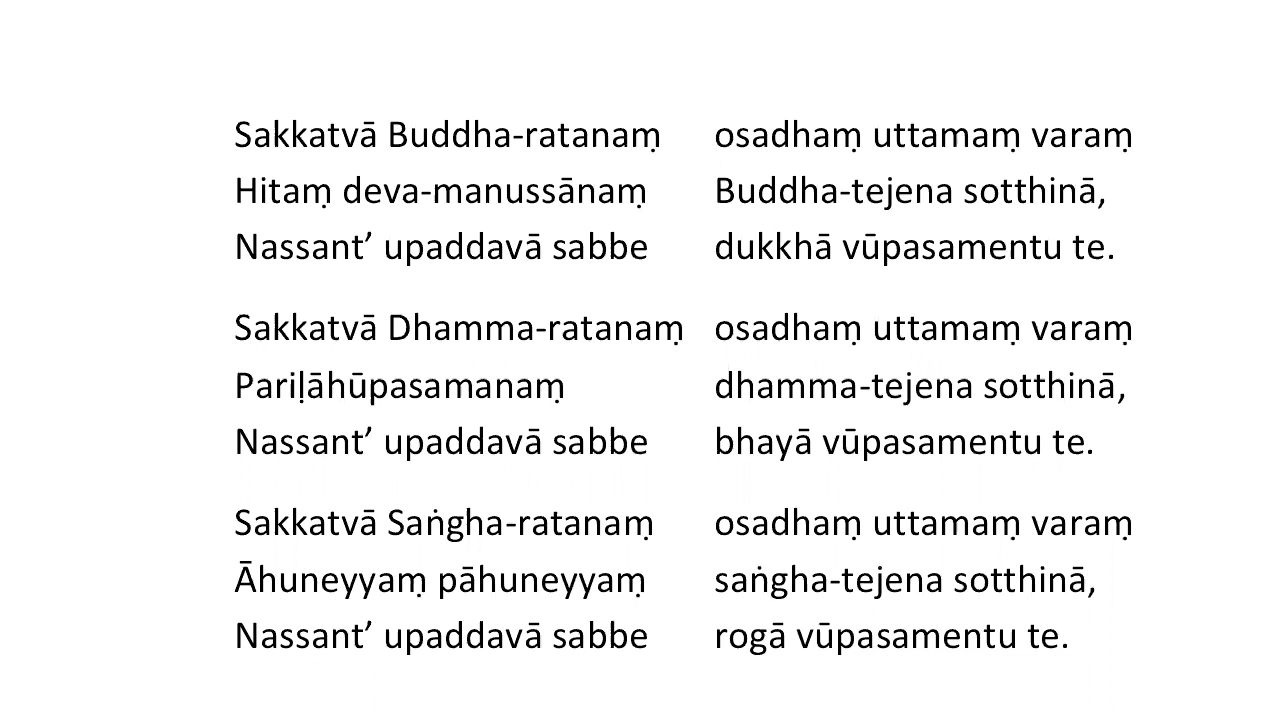 Sakkatvā Buddha-ratanaṃ osadhaṃ uttamaṃ varaṃ
Hitaṃ deva-manussānaṃ Buddha-tejena sotthinā,
Nassant’ upaddavā sabbe dukkhā vūpasamentu te.
Sakkatvā Dhamma-ratanaṃ osadhaṃ uttamaṃ varaṃ
Pariḷāhūpasamanaṃ dhamma-tejena sotthinā,
Nassant’ upaddavā sabbe bhayā vūpasamentu te.
Sakkatvā Saṅgha-ratanaṃ osadhaṃ uttamaṃ varaṃ
Āhuneyyaṃ pāhuneyyaṃ saṅgha-tejena sotthinā,
Nassant’ upaddavā sabbe rogā vūpasamentu te.